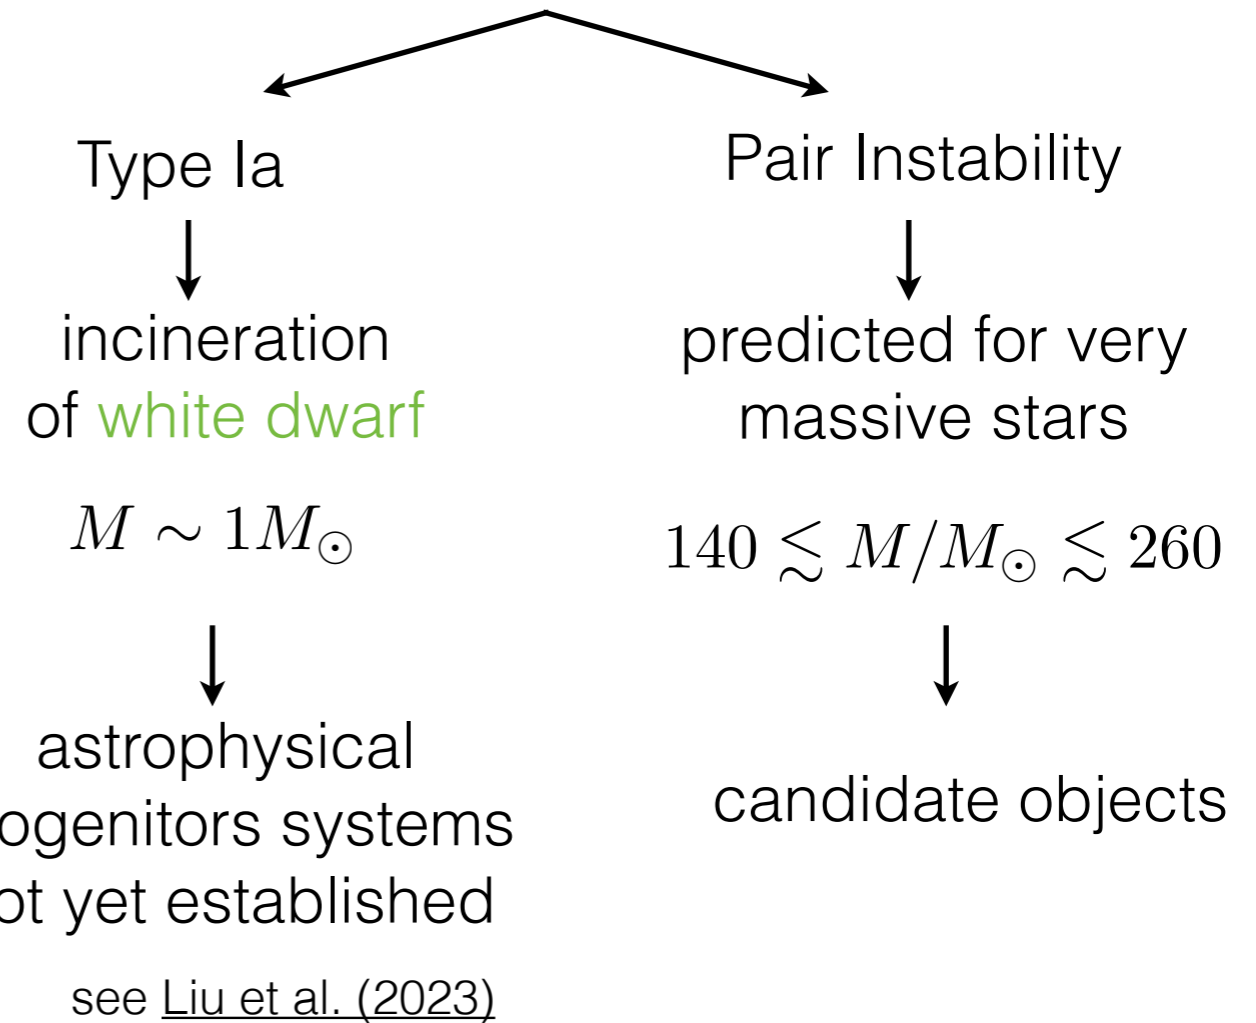 Type Ia
incineration
of white dwarf
M ∼ 1M⊙
astrophysical
ogenitors systems
ot yet established
see Liu et al. (2023)
Pair Instability
predicted for very
massive stars
140 ≲ M/M⊙ ≲ 260
candidate objects